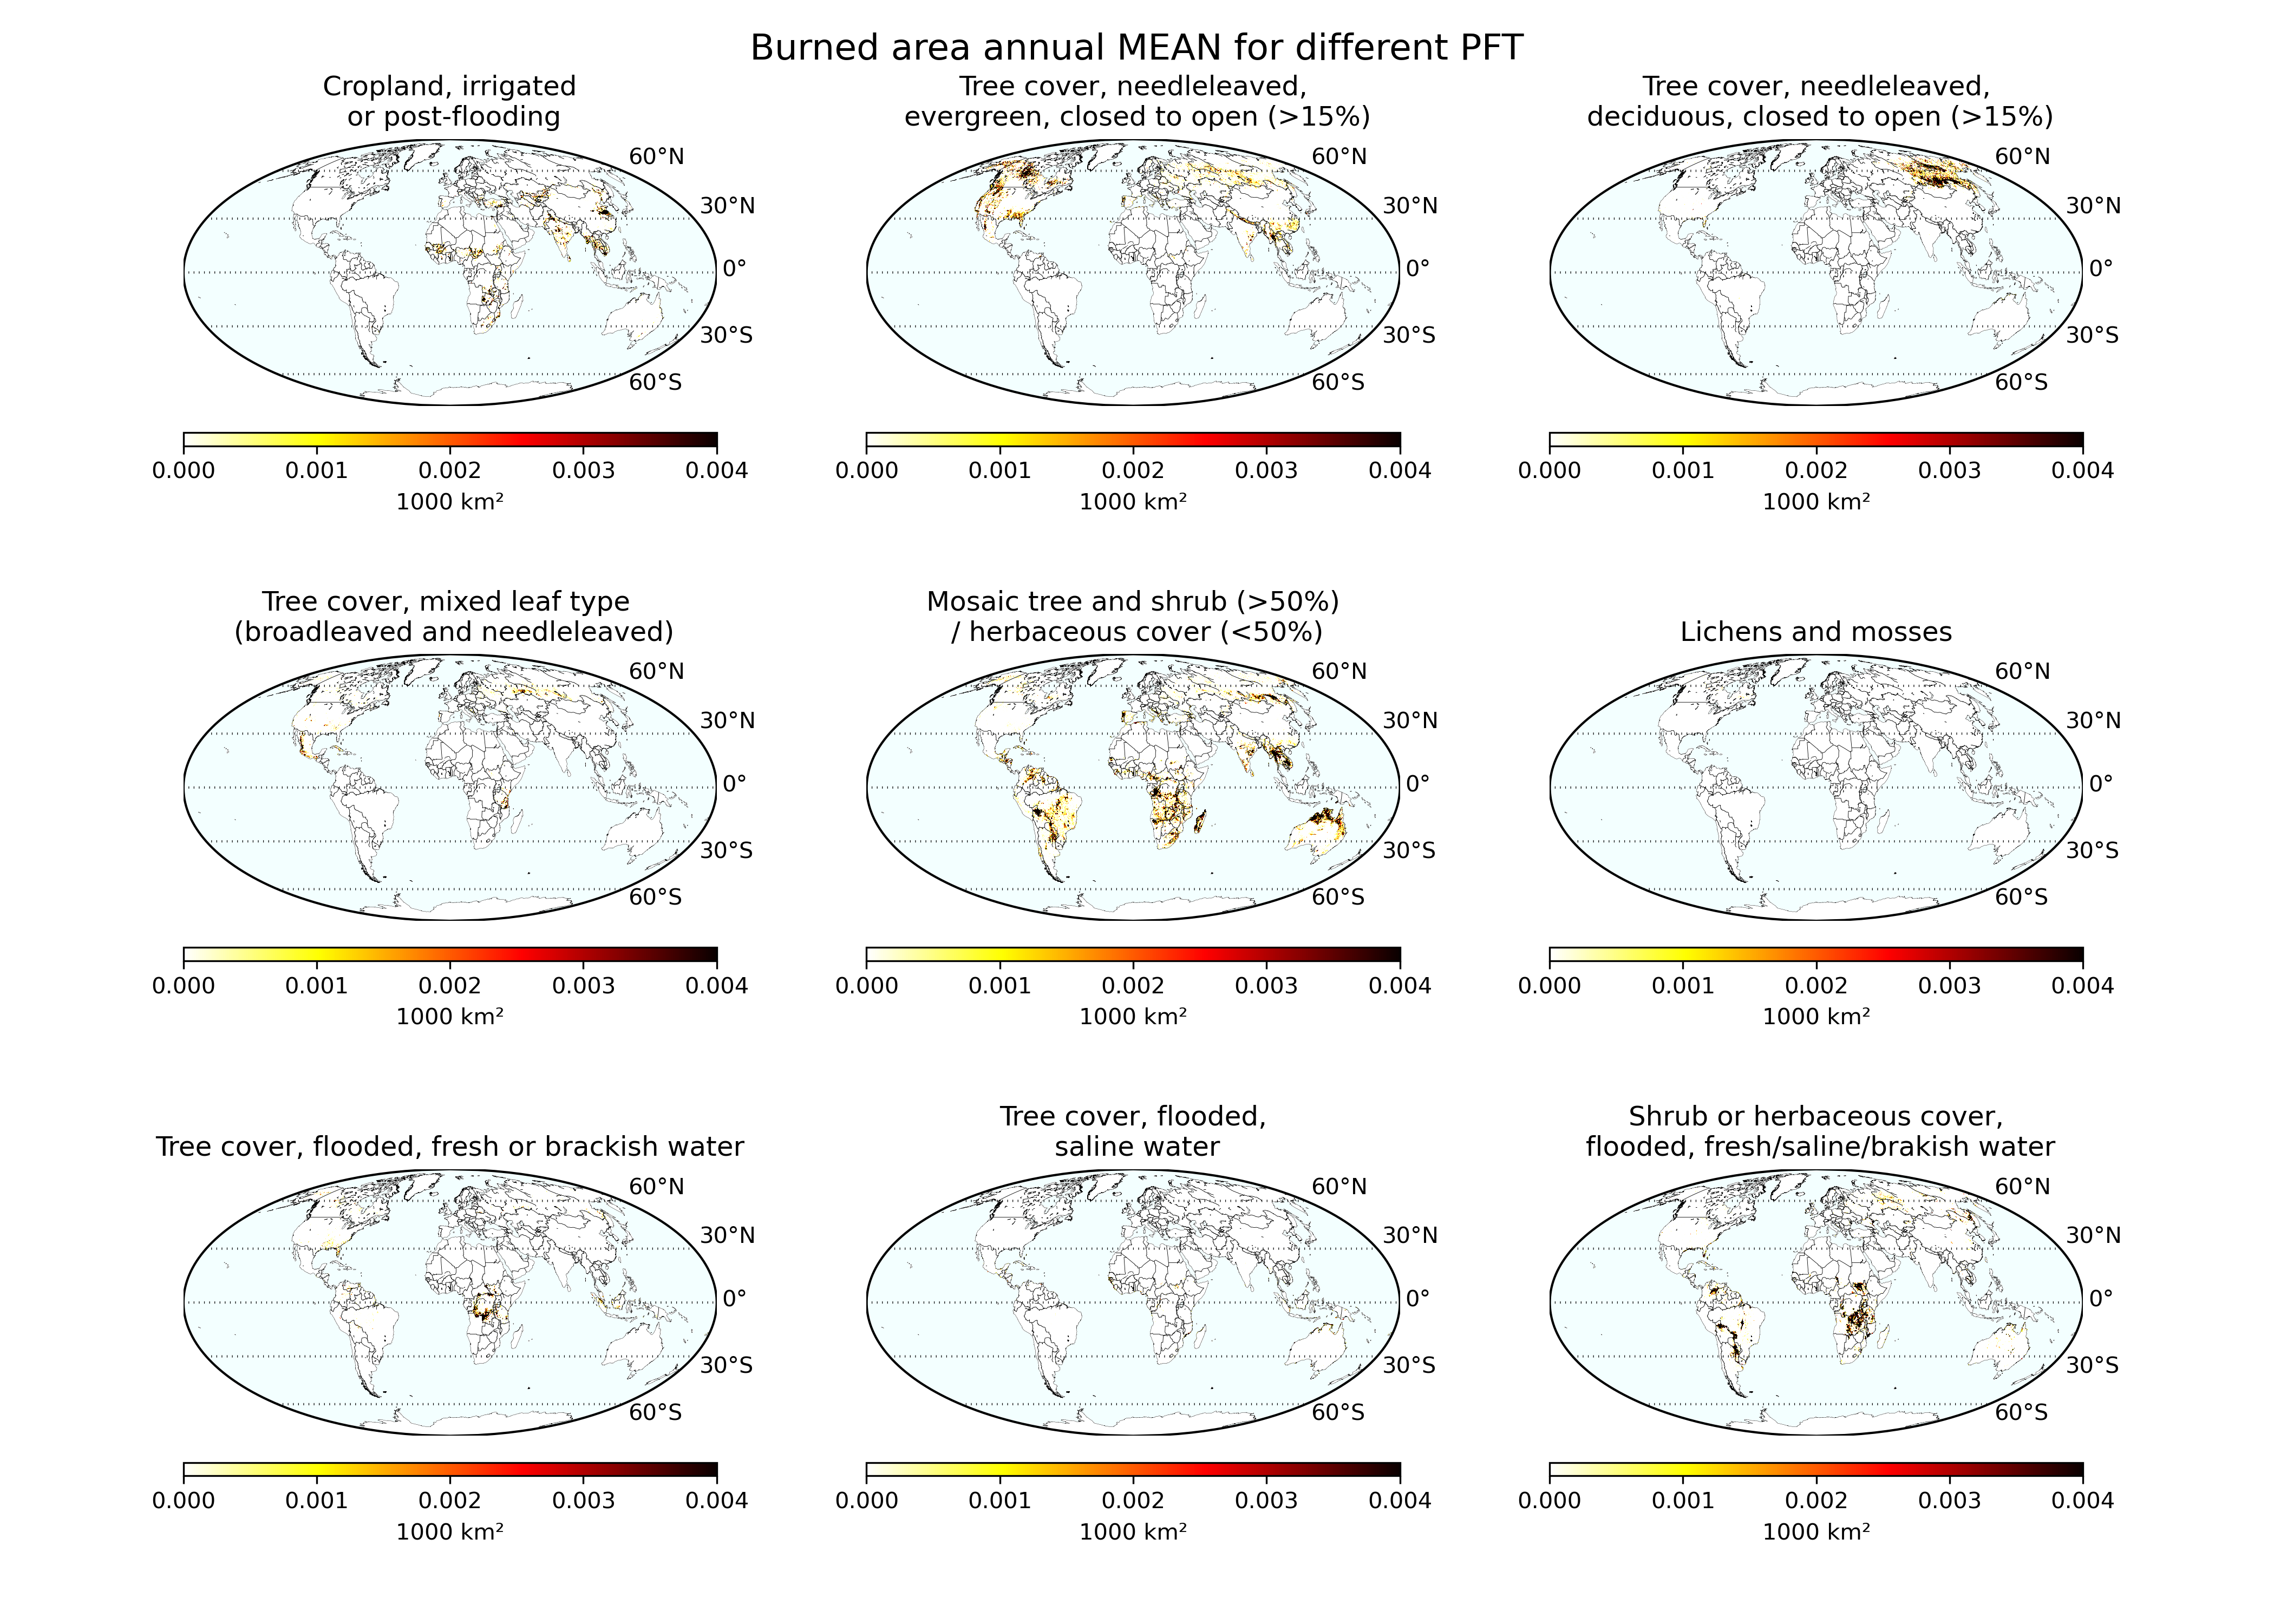 Burned area annual MEAN for different PFT
Cropland, irrigated
or post-flooding
60°N
30°N
0°
30°S
60°S
0.000 0.001 0.002 0.003 0.004
1000 km²
Tree cover, needleleaved,
evergreen, closed to open (>15%)
60°N
30°N
0°
30°S
60°S
0.000 0.001 0.002 0.003 0.004
1000 km²
Tree cover, needleleaved,
deciduous, closed to open (>15%)
60°N
30°N
0°
30°S
60°S
0.000 0.001 0.002 0.003 0.004
1000 km²
Tree cover, mixed leaf type
(broadleaved and needleleaved)
60°N
30°N
0°
30°S
60°S
0.000 0.001 0.002 0.003 0.004
1000 km²
Mosaic tree and shrub (>50%)
/ herbaceous cover (<50%)
60°N
30°N
0°
30°S
60°S
0.000 0.001 0.002 0.003 0.004
1000 km²
Lichens and mosses
60°N
30°N
0°
30°S
60°S
0.000 0.001 0.002 0.003 0.004
1000 km²
Tree cover, flooded, fresh or brackish water
60°N
30°N
0°
30°S
60°S
0.000 0.001 0.002 0.003 0.004
1000 km²
Tree cover, flooded,
saline water
60°N
30°N
0°
30°S
60°S
0.000 0.001 0.002 0.003 0.004
1000 km²
Shrub or herbaceous cover,
flooded, fresh/saline/brakish water
60°N
30°N
0°
30°S
60°S
0.000 0.001 0.002 0.003 0.004
1000 km²